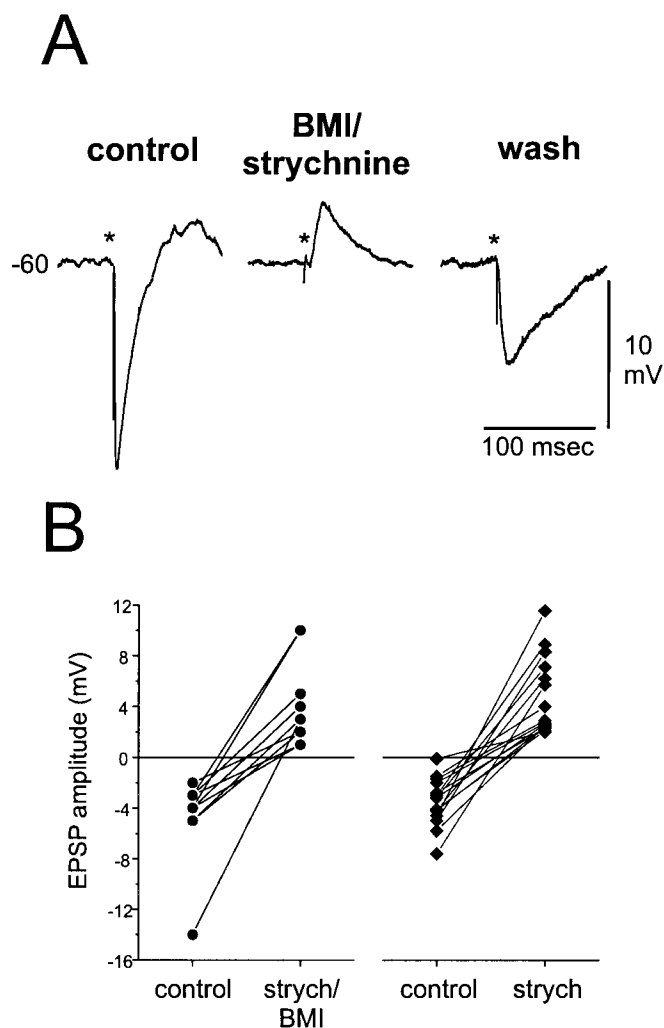 A
control
BMI/
strychnine
wash
*
*
*
-60
10
mV
100 msec
B
EPSP amplitude (mV)
12
8
4
0
-4
-8
-12
-16
control
strych/
BMI
control
strych